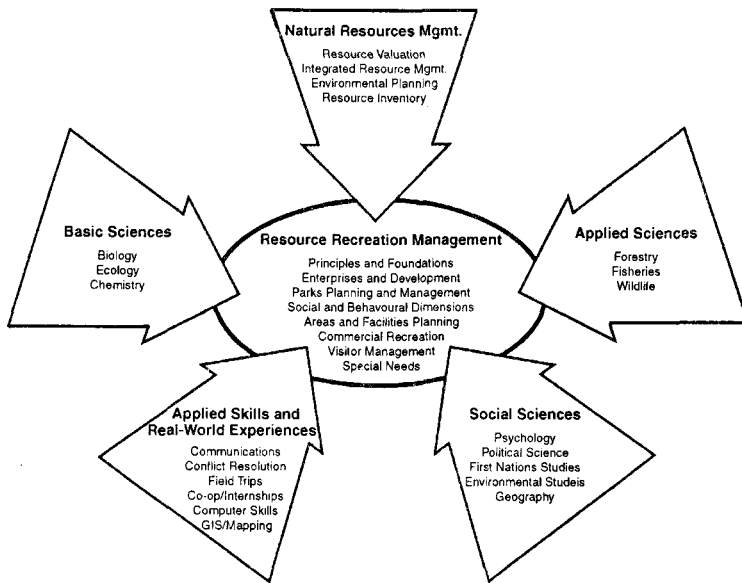 Natural Resources Mgmt.
Resource Valuation
Integrated Resource Mgmt.
Environmental Planning
Resource Inventory
Basic Sciences
Biology
Ecology
Chemistry
Resource Recreation Management
Principles and Foundations
Enterprises and Development
Parks Planning and Management
Social and Behavoural Dimensions
Areas and Facilities Planning
Commercial Recreation
Visitor Management
Special Needs
Applied Sciences
Forestry
Fisheries
Wildlife
Applied Skills and
Real-World Experiences
Communications
Conflict Resolution
Field Trips
Co-op/Internships
Computer Skills
GIS/Mapping
Social Sciences
Psychology
Political Science
First Nations Studies
Environmental Studeis
Geography